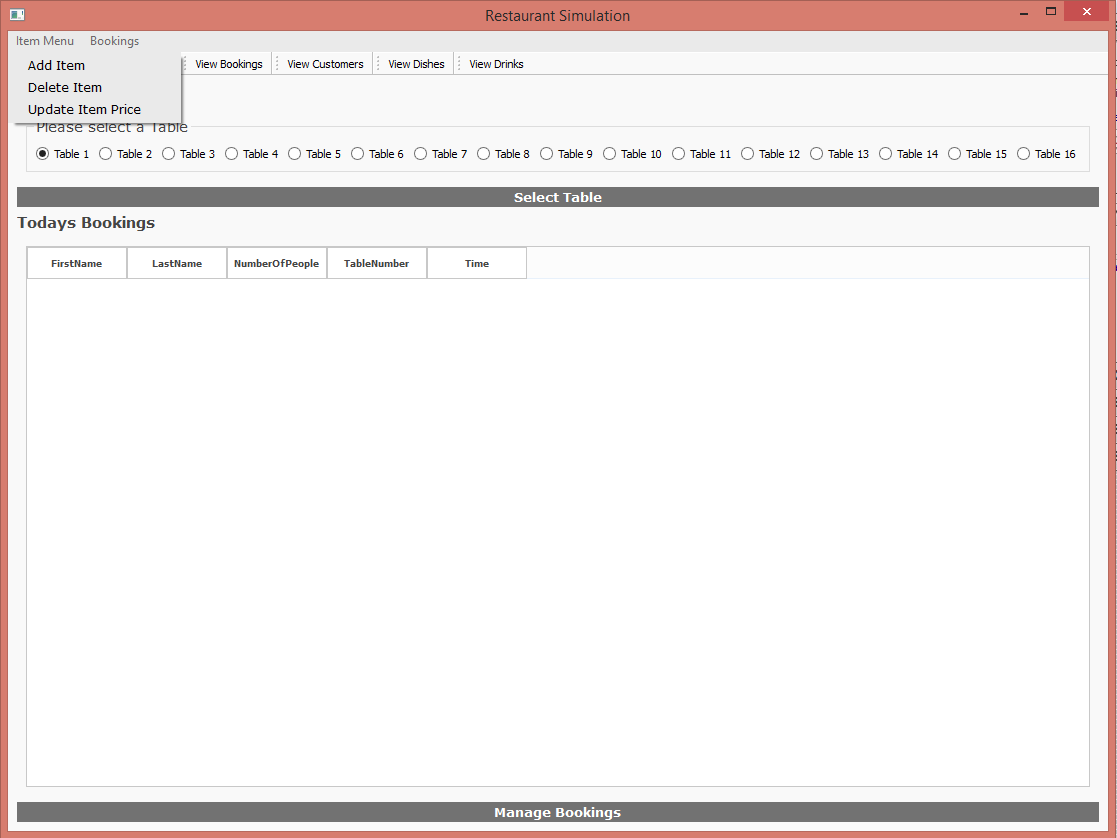 Restaurant Simulation
Item Menu Bookings
Add Item
View Bookings View Customers View Dishes View Drinks
Delete Item
Update Item Price
Please select a Table
Table 1 Table 2 Table 3 Table 4 Table 5 Table 6 Table 7 Table 8 Table 9 Table 10 Table 11 Table 12 Table 13 Table 14 Table 15 Table 16
Select Table
Todays Bookings
FirstName LastName NumberOfPeople TableNumber Time
Manage Bookings